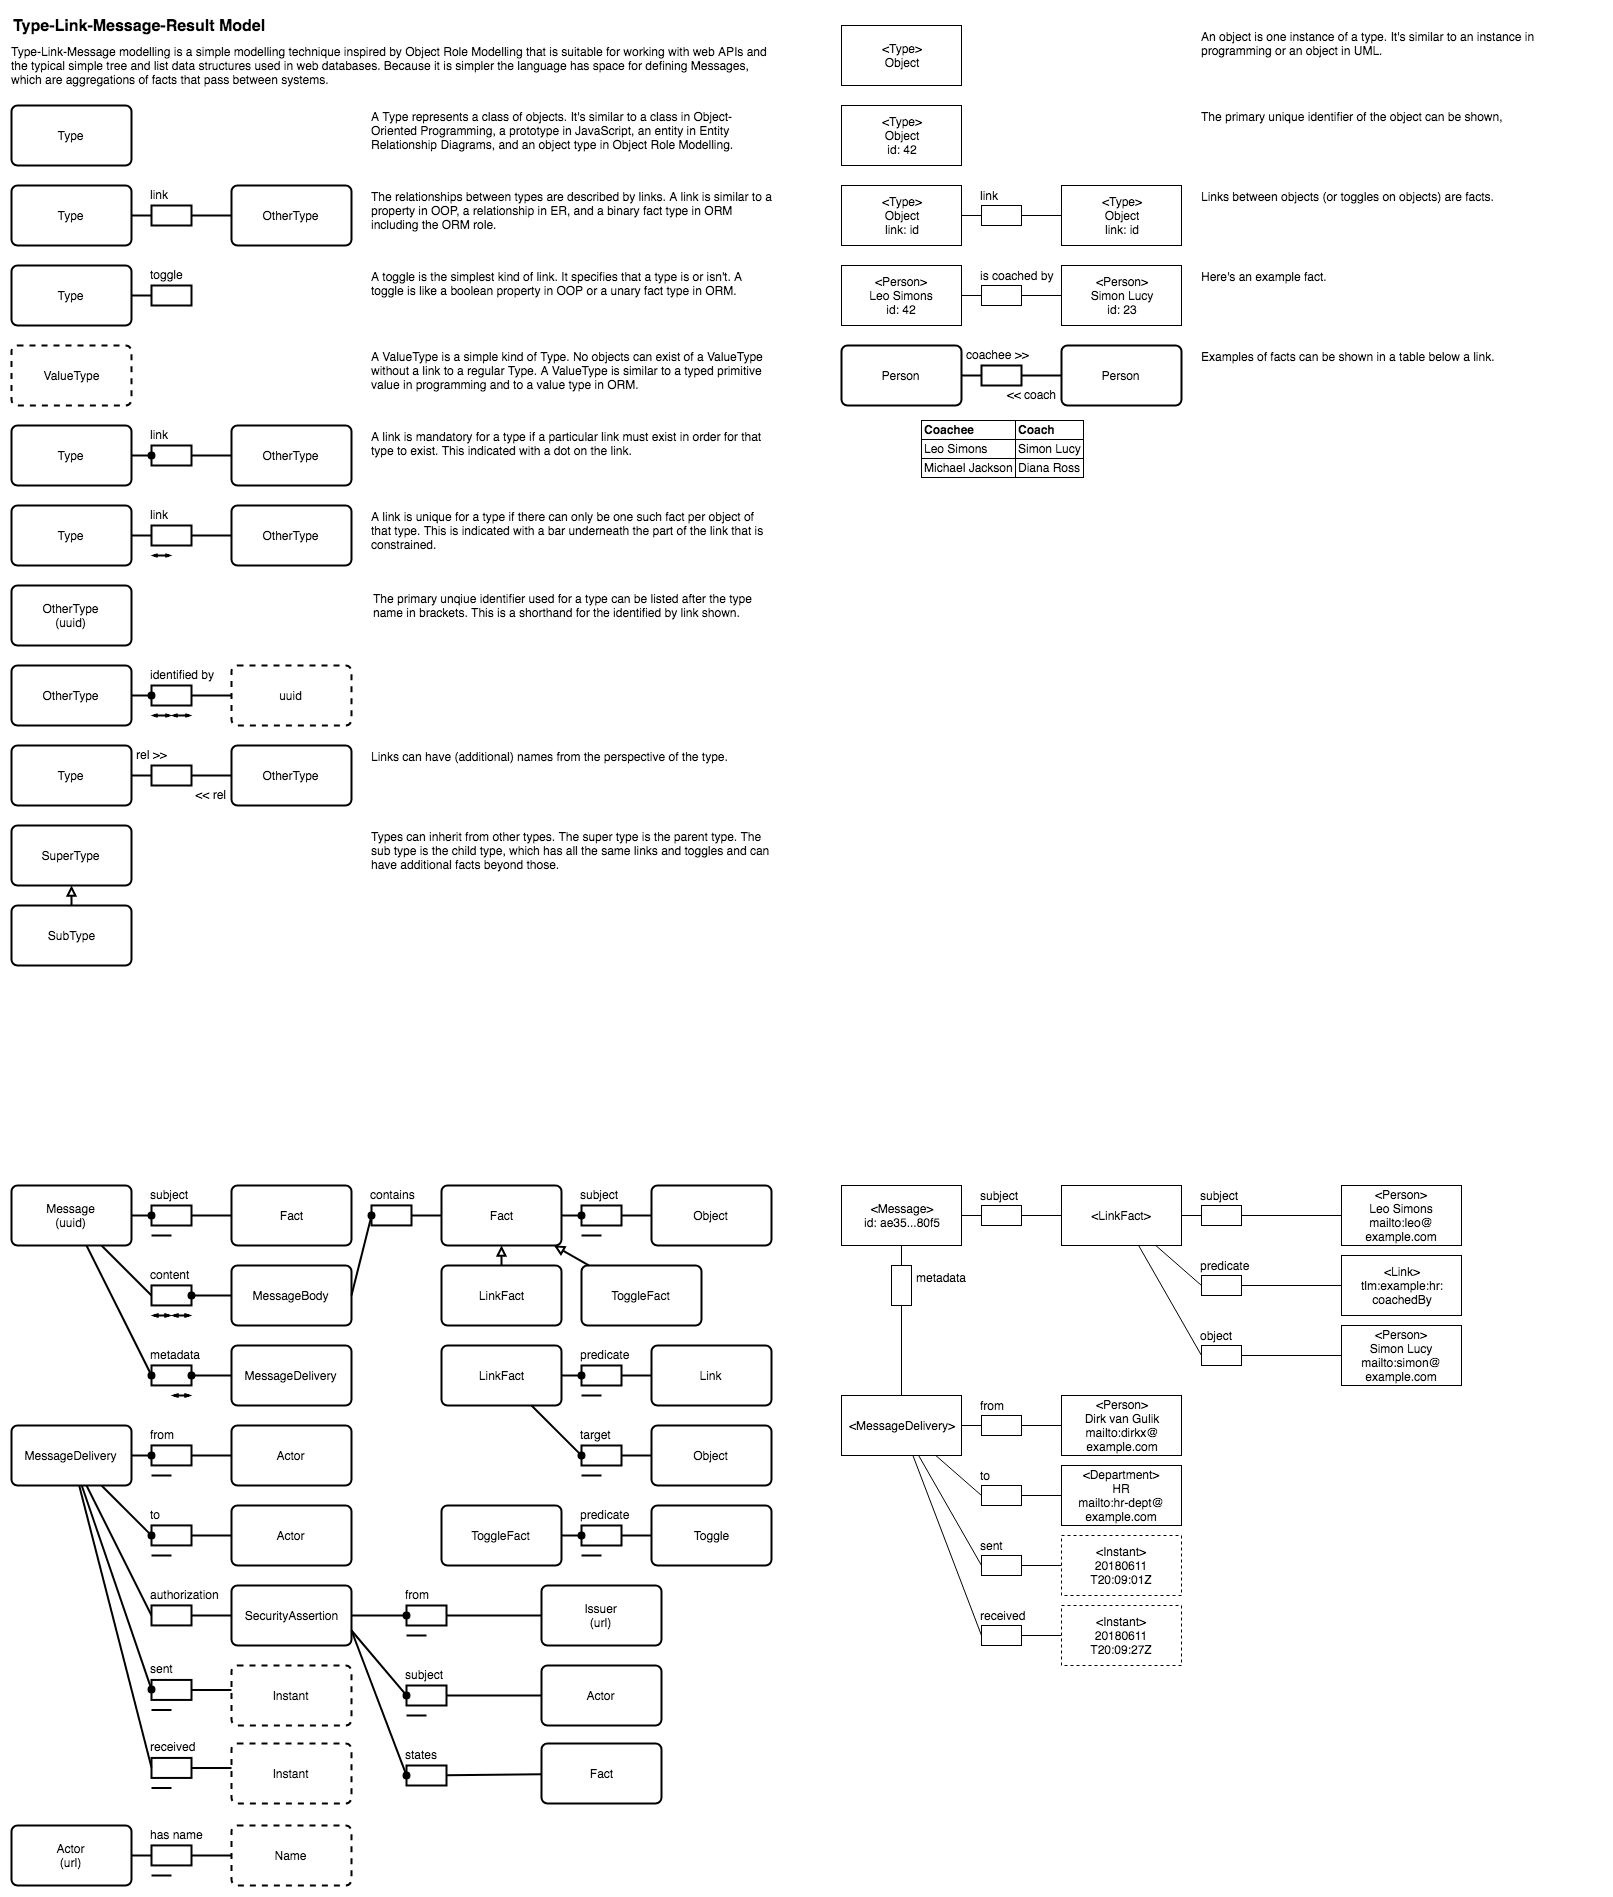 Type-Link-Message-Result Model
Type-Link-Message modelling is a simple modelling technique inspired by Object Role Modelling that is suitable for working with web APIs and
the typical simple tree and list data structures used in web databases. Because it is simpler the language has space for defining Messages,
which are aggregations of facts that pass between systems.
Type
A Type represents a class of objects. It's similar to a class in Object-
Oriented Programming, a prototype in JavaScript, an entity in Entity
Relationship Diagrams, and an object type in Object Role Modelling.
Type
link
OtherType
The relationships between types are described by links. A link is similar to a
property in OOP, a relationship in ER, and a binary fact type in ORM
including the ORM role.
Type
toggle
A toggle is the simplest kind of link. It specifies that a type is or isn't. A
toggle is like a boolean property in OOP or a unary fact type in ORM.
ValueType
A ValueType is a simple kind of Type. No objects can exist of a ValueType
without a link to a regular Type. A ValueType is similar to a typed primitive
value in programming and to a value type in ORM.
Type
link
OtherType
A link is mandatory for a type if a particular link must exist in order for that
type to exist. This indicated with a dot on the link.
Type
link
OtherType
A link is unique for a type if there can only be one such fact per object of
that type. This is indicated with a bar underneath the part of the link that is
constrained.
OtherType
(uuid)
The primary unqiue identifier used for a type can be listed after the type
name in brackets. This is a shorthand for the identified by link shown.
OtherType
identified by
uuid
Type
rel >>
<< rel
OtherType
Links can have (additional) names from the perspective of the type.
SuperType
Types can inherit from other types. The super type is the parent type. The
sub type is the child type, which has all the same links and toggles and can
have additional facts beyond those.
SubType
<Type>
Object
An object is one instance of a type. It's similar to an instance in
programming or an object in UML.
<Type>
Object
id: 42
The primary unique identifier of the object can be shown,
<Type>
Object
link: id
link
<Type>
Object
link: id
Links between objects (or toggles on objects) are facts.
<Person>
Leo Simons
id: 42
is coached by
<Person>
Simon Lucy
id: 23
Here's an example fact.
Person
coachee >>
<< coach
Person
Examples of facts can be shown in a table below a link.
Coachee Coach
Leo Simons Simon Lucy
Michael Jackson Diana Ross
Message
(uuid)
subject
Fact
content
MessageBody
metadata
MessageDelivery
contains
Fact
subject
Object
LinkFact
ToggleFact
LinkFact
predicate
Link
target
Object
ToggleFact
predicate
Toggle
MessageDelivery
from
Actor
to
Actor
authorization
SecurityAssertion
from
Issuer
(url)
subject
Actor
states
Fact
sent
Instant
received
Instant
Actor
(url)
has name
Name
<Message>
id: ae35...80f5
subject
<LinkFact>
subject
<Person>
Leo Simons
mailto:leo@
example.com
predicate
<Link>
tlm:example:hr:
coachedBy
object
<Person>
Simon Lucy
mailto:simon@
example.com
metadata
<MessageDelivery>
from
<Person>
Dirk van Gulik
mailto:dirkx@
example.com
to
<Department>
HR
mailto:hr-dept@
example.com
sent
<Instant>
20180611
T20:09:01Z
received
<Instant>
20180611
T20:09:27Z